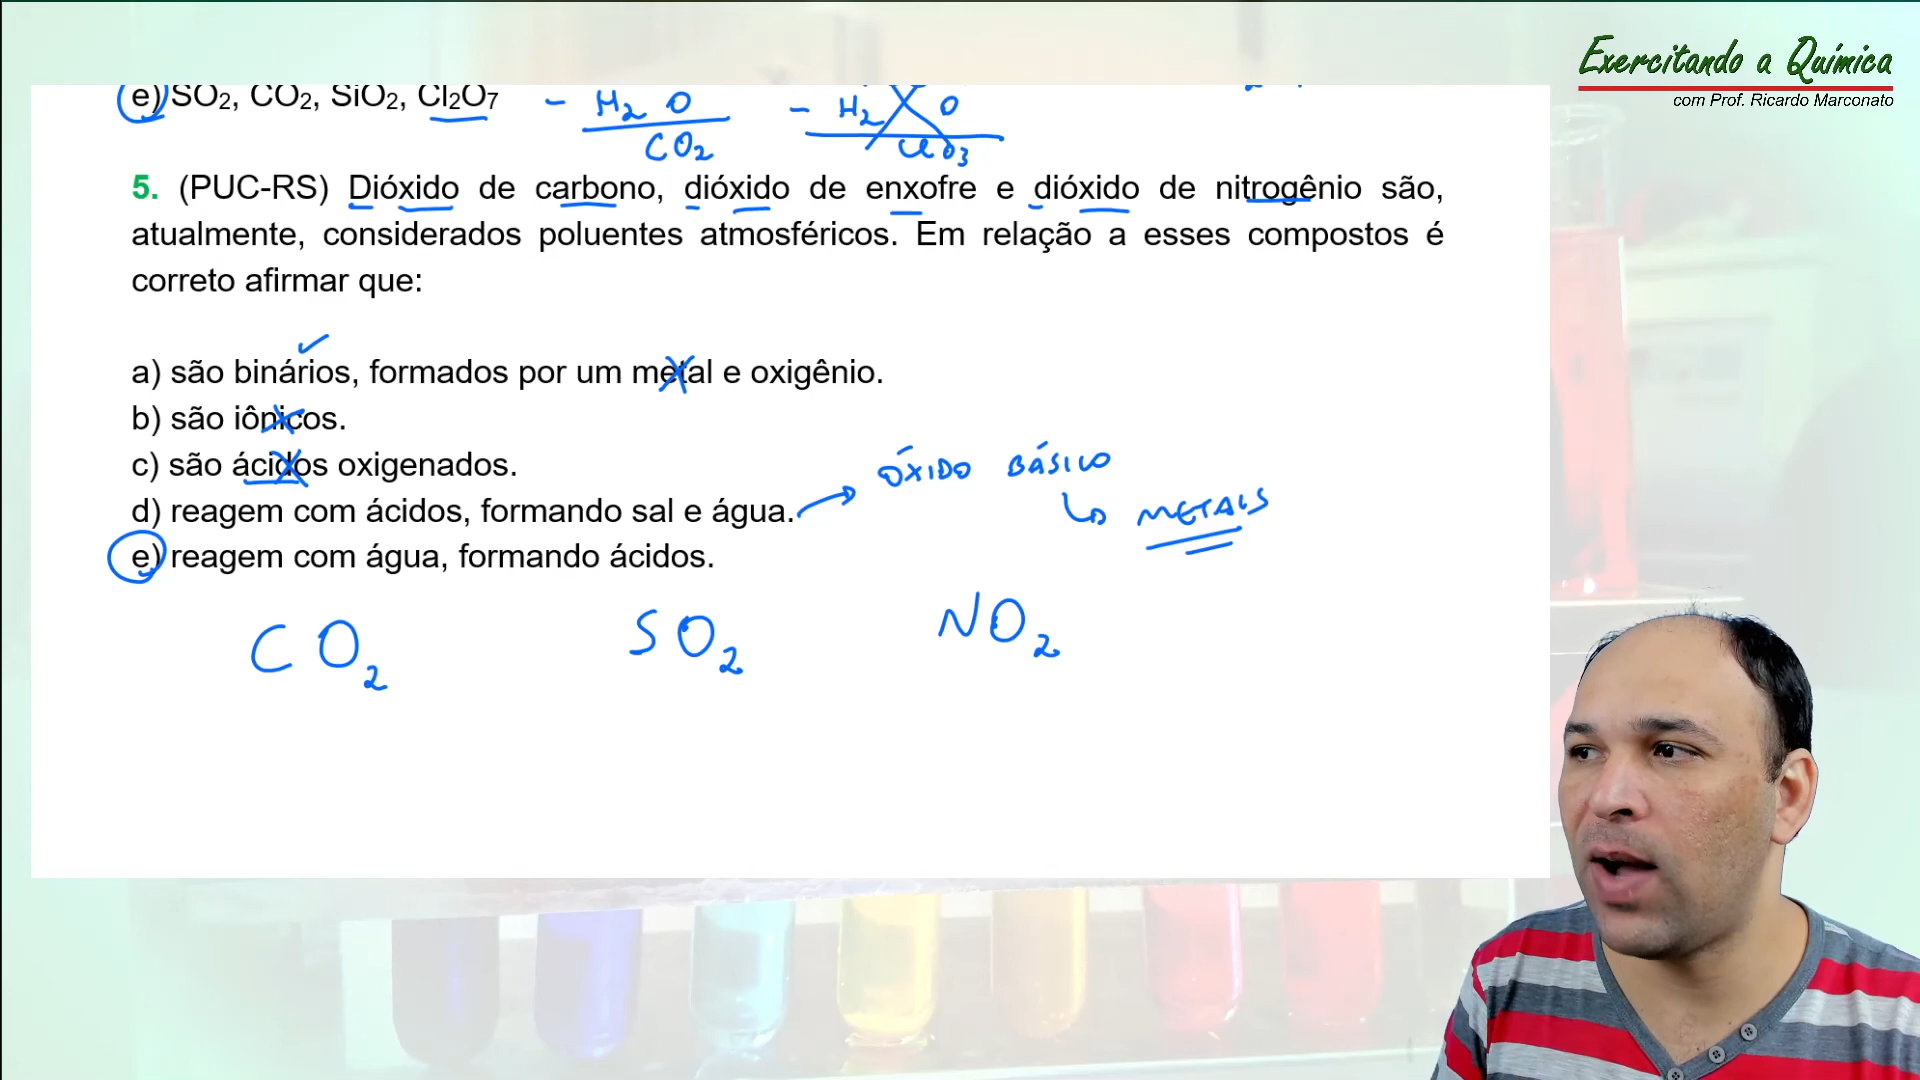 Exercitando a Química
com Prof. Ricardo Marconato
e) SO2, CO2, SiO2, Cl2O7
- H2 O
CO2
- H2 O
5. (PUC-RS) Dióxido de carbono, dióxido de enxofre e dióxido de nitrogênio são,
atualmente, considerados poluentes atmosféricos. Em relação a esses compostos é
correto afirmar que:
a) são binários, formados por um metal e oxigênio.
b) são iônicos.
c) são ácidos oxigenados.
ÓXIDO BÁSICO
d) reagem com ácidos, formando sal e água.
METAIS
e) reagem com água, formando ácidos.
CO2 SO2 NO2